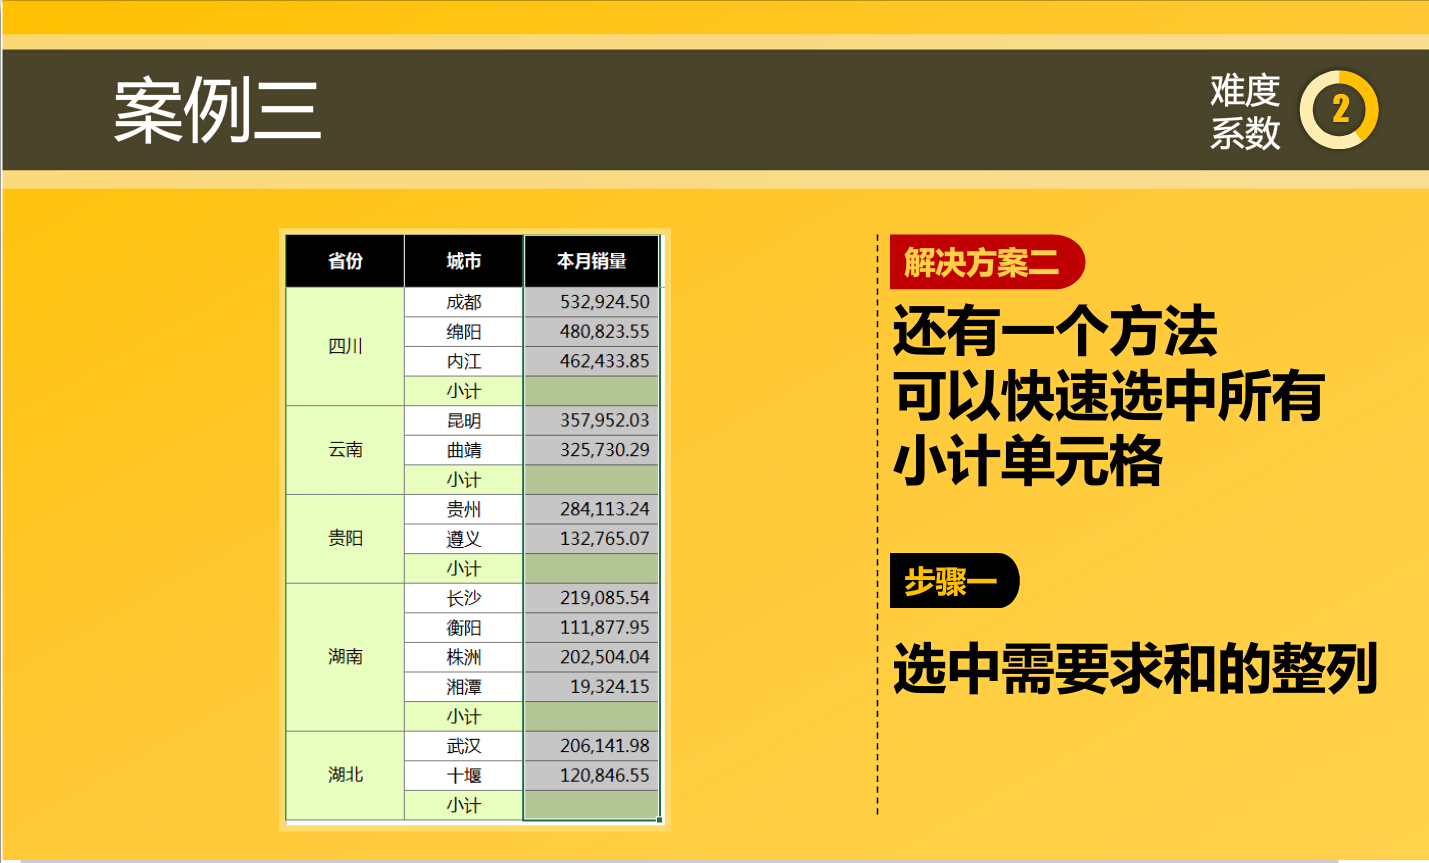 案例三
难度
系数
2
省份 城市 本月销量
四川 成都 532,924.50
绵阳 480,823.55
内江 462,433.85
小计
云南 昆明 357,952.03
曲靖 325,730.29
小计
贵阳 贵州 284,113.24
遵义 132,765.07
小计
湖南 长沙 219,085.54
衡阳 111,877.95
株洲 202,504.04
湘潭 19,324.15
小计
湖北 武汉 206,141.98
十堰 120,846.55
小计
解决方案二
还有一个方法
可以快速选中所有
小计单元格
步骤一
选中需要求和的整列